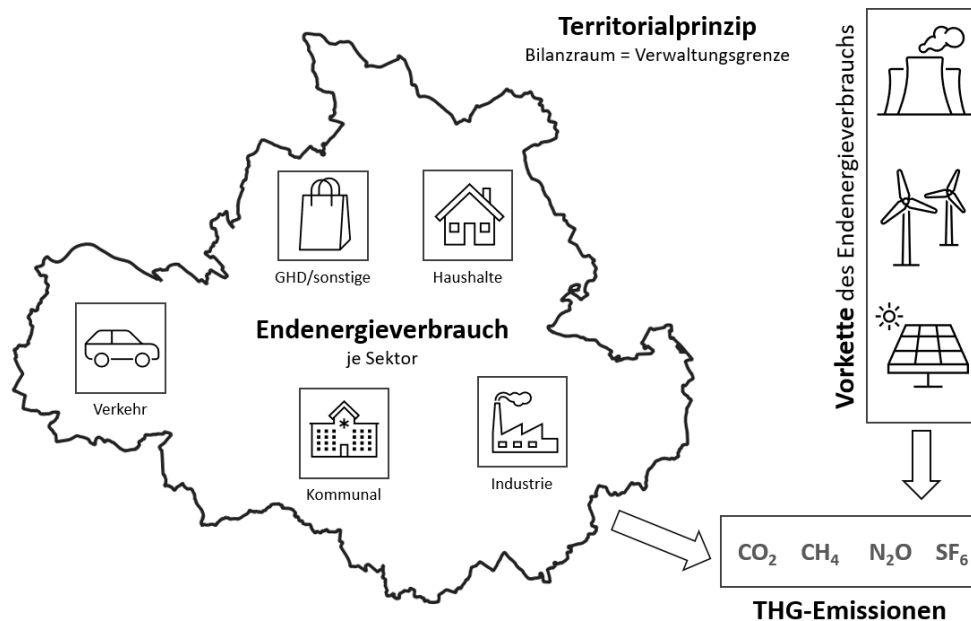 Territorialprinzip
Bilanzraum = Verwaltungsgrenze
GHD/sonstige
Haushalte
Endenergieverbrauch
je Sektor
Verkehr
Kommunal
Industrie
Vorkette des Endenergieverbrauchs
CO₂ CH₄ N₂O SF₆
THG-Emissionen